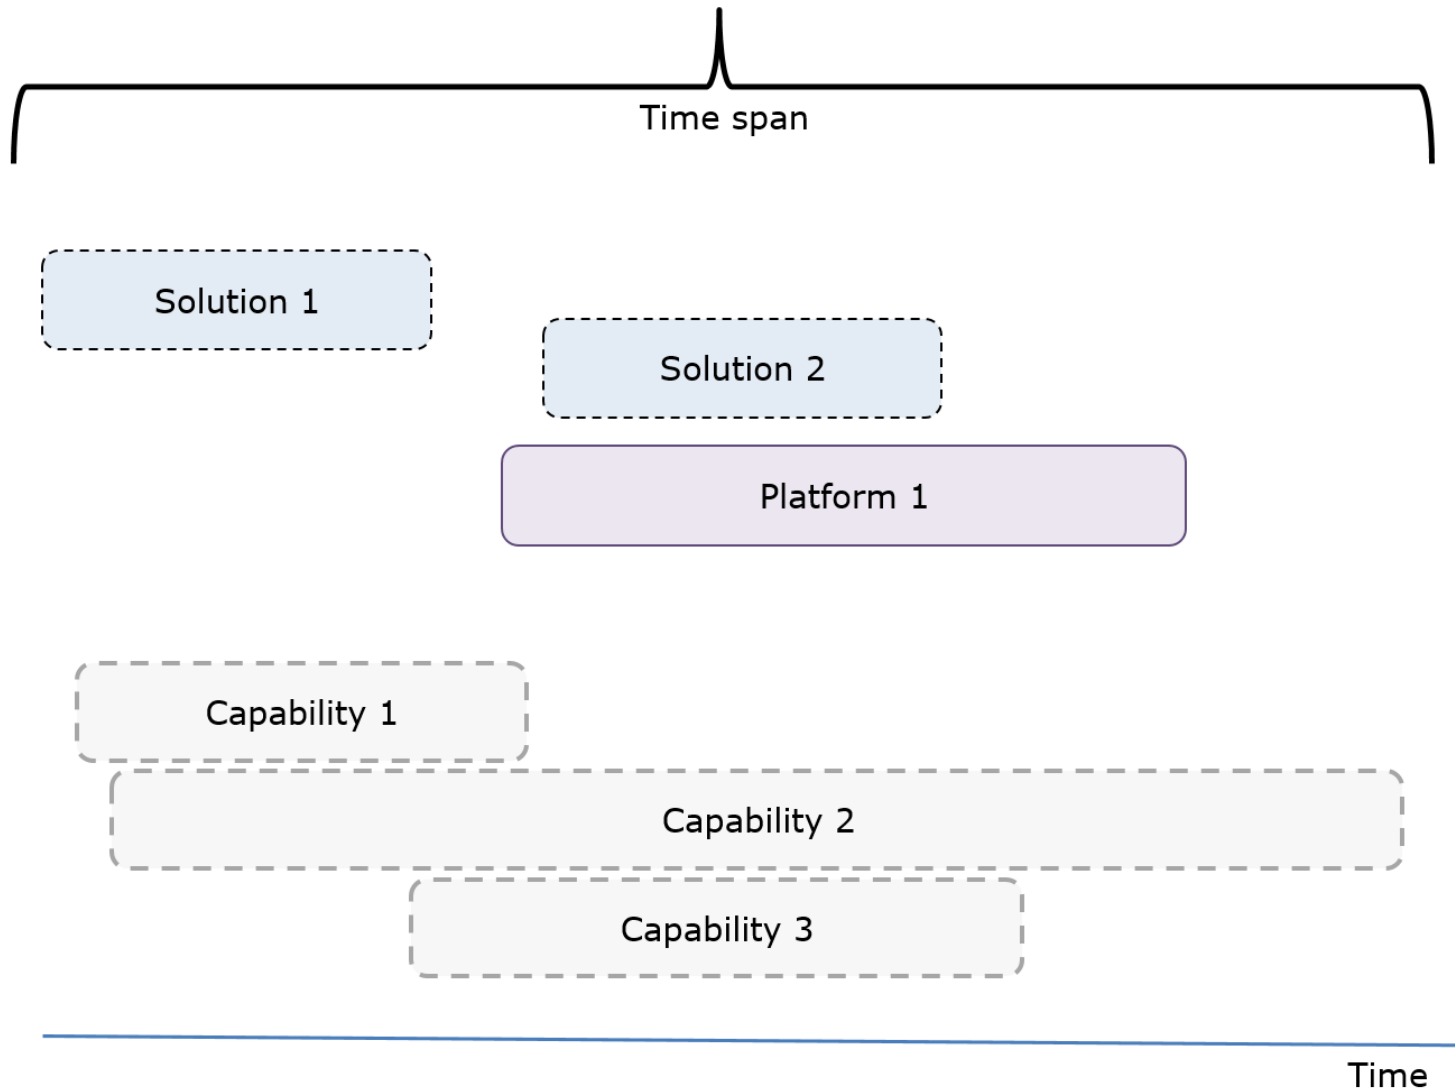 Time span
Solution 1
Solution 2
Platform 1
Capability 1
Capability 2
Capability 3
Time